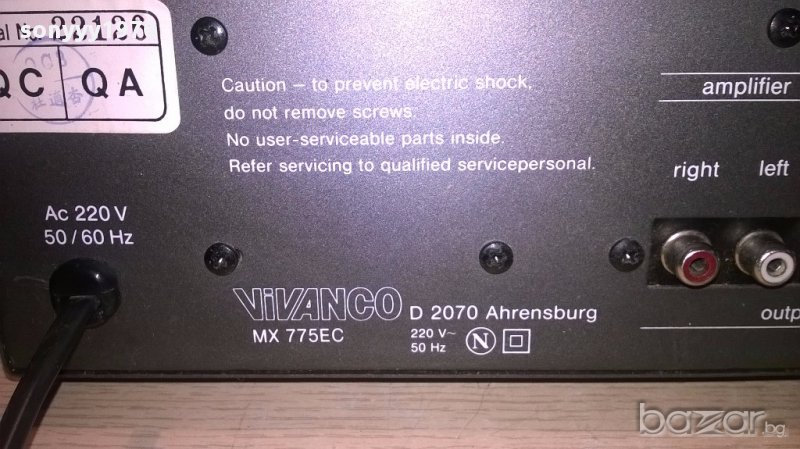 sonyyy1976
QC QA
Caution – to prevent electric shock,
do not remove screws.
No user-serviceable parts inside.
Refer servicing to qualified servicepersonal.
amplifier
right left
Ac 220 V
50 / 60 Hz
ViVANCO D 2070 Ahrensburg
MX 775EC
220 V~
50 Hz
N
bazar.bg